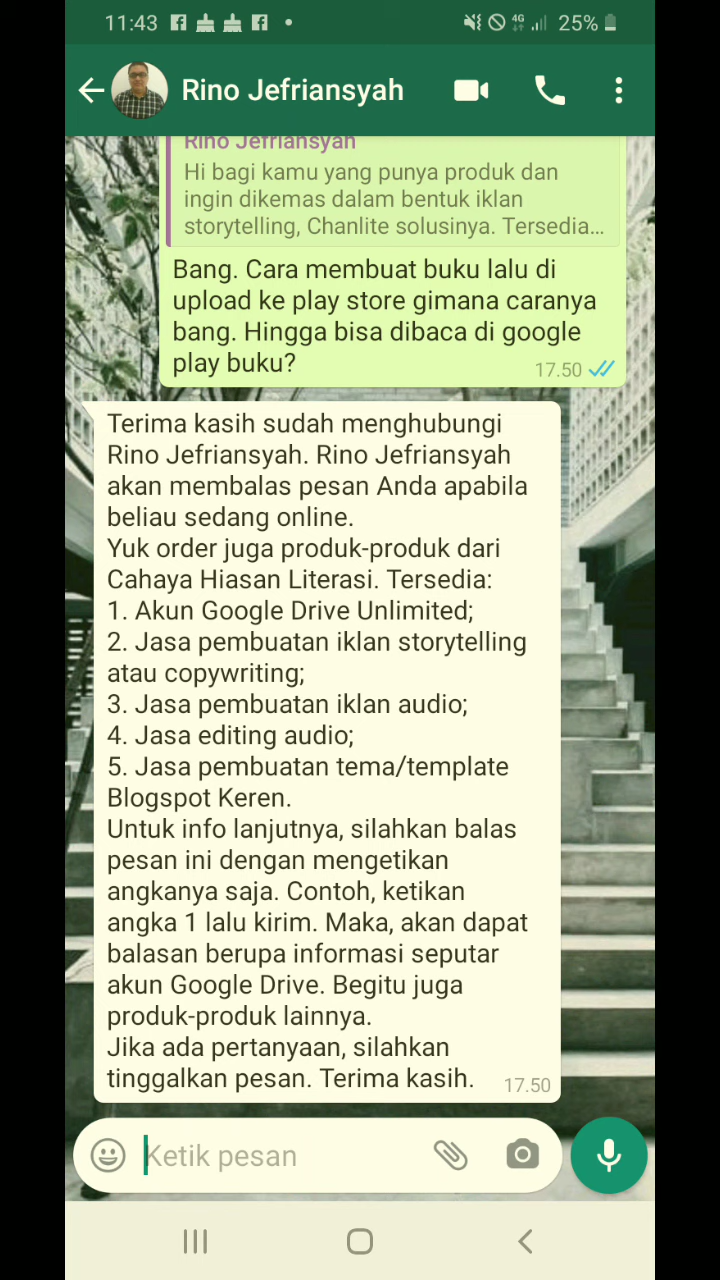 11:43
4G
25%
Rino Jefriansyah
Rino Jefriansyah
Hi bagi kamu yang punya produk dan
ingin dikemas dalam bentuk iklan
storytelling, Chanlite solusinya. Tersedia...
Bang. Cara membuat buku lalu di
upload ke play store gimana caranya
bang. Hingga bisa dibaca di google
play buku?
17.50
Terima kasih sudah menghubungi
Rino Jefriansyah. Rino Jefriansyah
akan membalas pesan Anda apabila
beliau sedang online.
Yuk order juga produk-produk dari
Cahaya Hiasan Literasi. Tersedia:
1. Akun Google Drive Unlimited;
2. Jasa pembuatan iklan storytelling
atau copywriting;
3. Jasa pembuatan iklan audio;
4. Jasa editing audio;
5. Jasa pembuatan tema/template
Blogspot Keren.
Untuk info lanjutnya, silahkan balas
pesan ini dengan mengetikan
angkanya saja. Contoh, ketikan
angka 1 lalu kirim. Maka, akan dapat
balasan berupa informasi seputar
akun Google Drive. Begitu juga
produk-produk lainnya.
Jika ada pertanyaan, silahkan
tinggalkan pesan. Terima kasih.
17.50
Ketik pesan